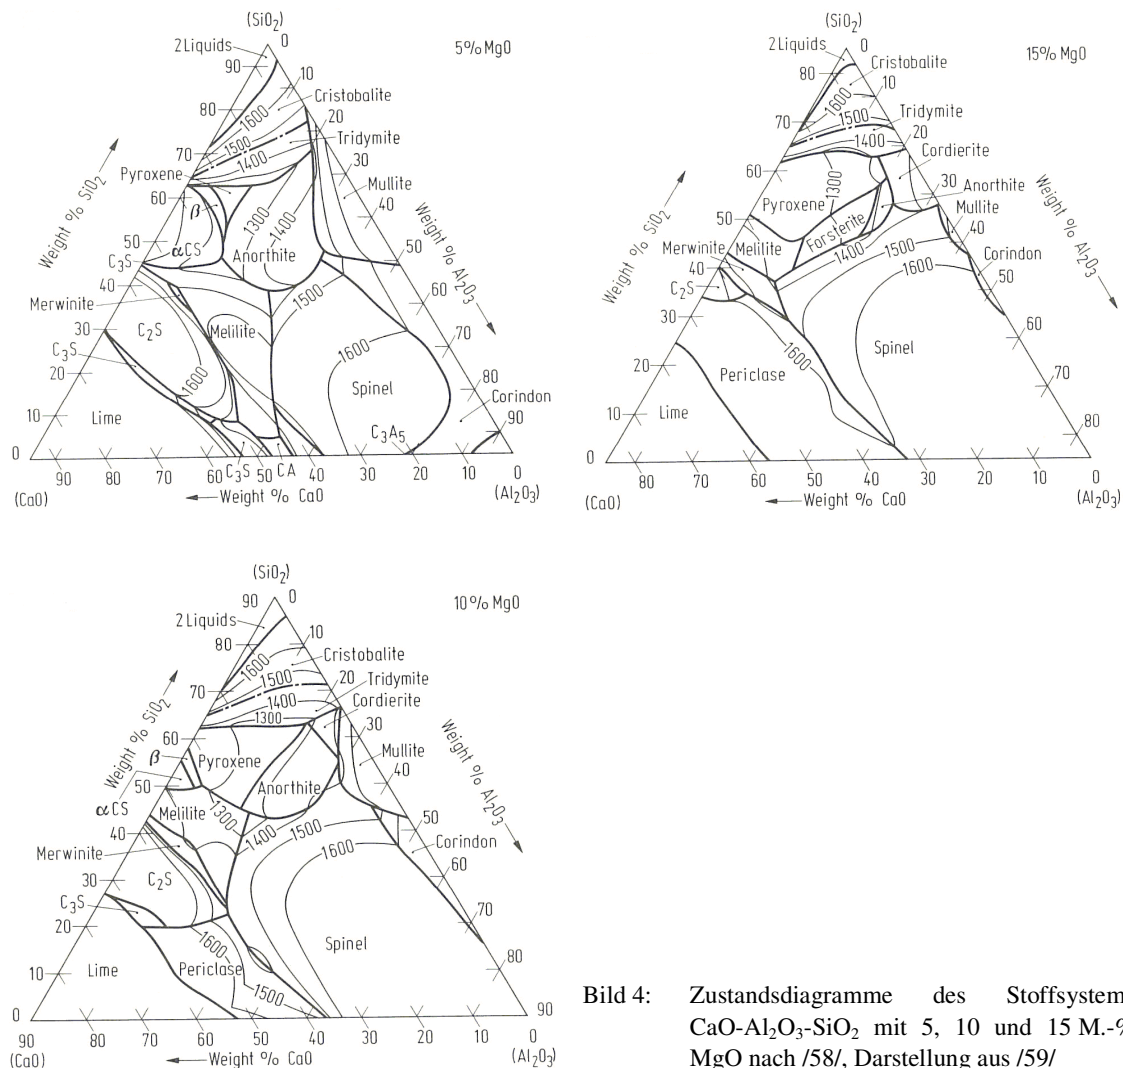 (SiO₂)
0
5% MgO
2 Liquids
90
10
Cristobalite
80
1600
20
Tridymite
1500
70
1400
30
Pyroxene
Mullite
60
β
40
Weight % SiO₂
Weight % Al₂O₃
1300
1400
50
αCS
Anorthite
50
C₃S
40
1500
60
Merwinite
30
C₂S
Melilite
70
C₃S
1600
20
1600
Spinel
80
Corindon
10
Lime
90
C₃A₅
0
90
80
70
60
C₃S
50
CA
40
30
20
10
0
(CaO)
Weight % CaO
(Al₂O₃)
(SiO₂)
0
15% MgO
2 Liquids
80
Cristobalite
10
1600
70
1500
Tridymite
20
1400
Cordierite
60
1300
30
Anorthite
Weight % SiO₂
Weight % Al₂O₃
50
Pyroxene
Mullite
Forsterite
40
Merwinite
Melilite
1400
1500
Corindon
40
1600
50
C₂S
30
60
1600
Spinel
20
Periclase
70
Lime
10
80
0
80
70
60
50
40
30
20
10
0
(CaO)
Weight % CaO
(Al₂O₃)
(SiO₂)
90
0
10% MgO
2 Liquids
10
80
Cristobalite
1600
20
Tridymite
70
1500
1400
Cordierite
1300
30
Weight % SiO₂
60
Mullite
β
Pyroxene
40
Weight % Al₂O₃
50
Anorthite
αCS
Melilite
1300
1400
1500
50
40
1600
Corindon
Merwinite
60
30
C₂S
C₃S
70
20
1600
Spinel
80
10
Lime
Periclase
1500
0
90
80
70
60
50
40
30
20
10
0
90
(CaO)
Weight % CaO
(Al₂O₃)
Bild 4: Zustandsdiagramme des Stoffsystem
CaO-Al₂O₃-SiO₂ mit 5, 10 und 15 M.-%
MgO nach /58/, Darstellung aus /59/